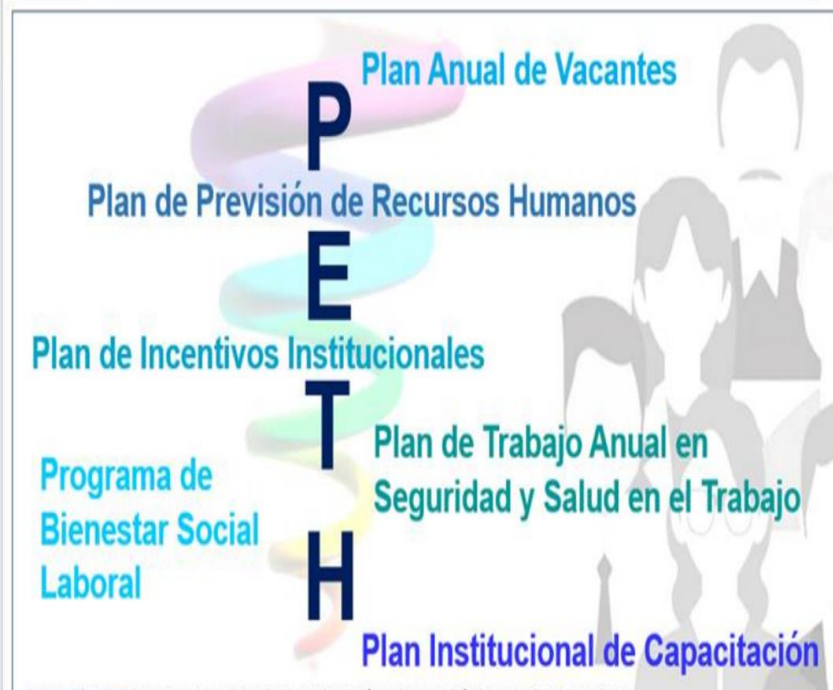 Plan Anual de Vacantes
P
Plan de Previsión de Recursos Humanos
E
Plan de Incentivos Institucionales
T
Plan de Trabajo Anual en
Seguridad y Salud en el Trabajo
Programa de
Bienestar Social
Laboral
H
Plan Institucional de Capacitación